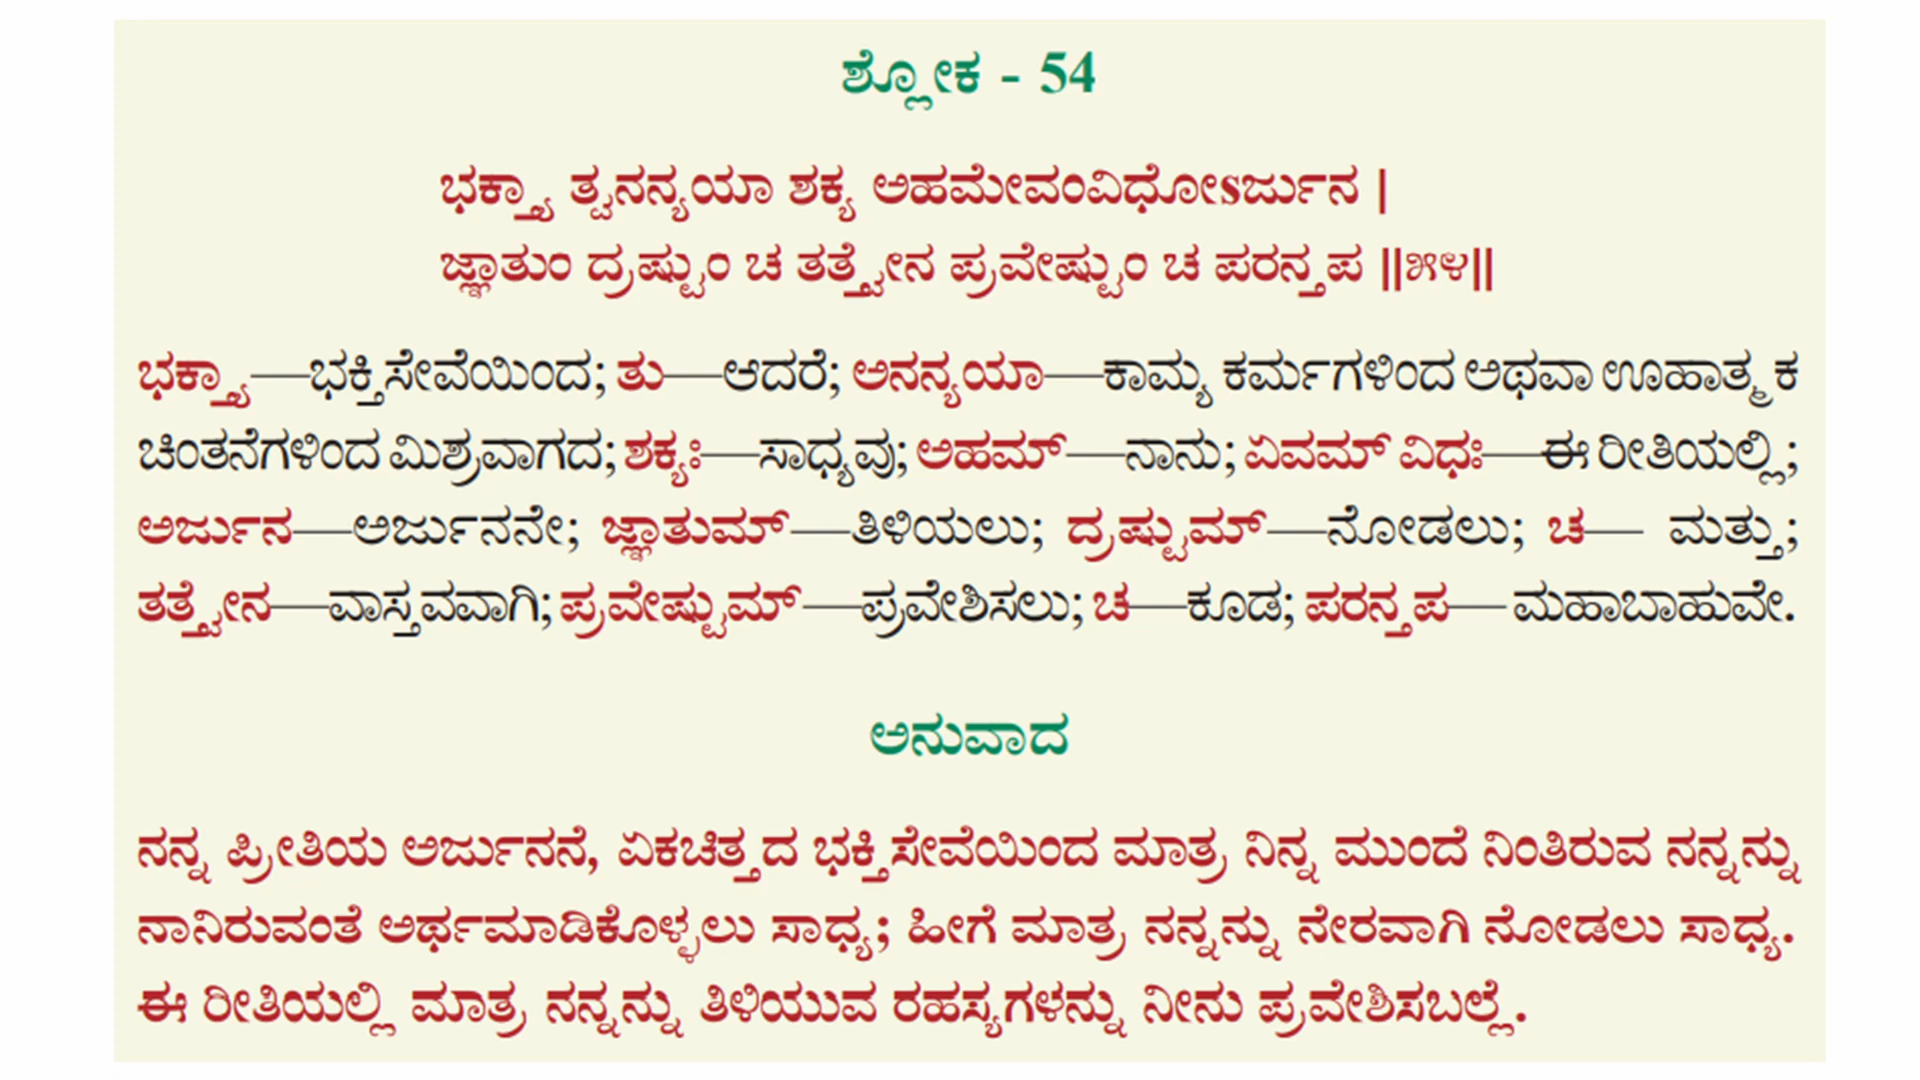 ಶ್ಲೋಕ - 54
ಭಕ್ತ್ಯಾ ತ್ವನನ್ಯಯಾ ಶಕ್ಯ ಅಹಮೇವಂವಿಧೋsರ್ಜುನ |
ಜ್ಞಾತುಂ ದ್ರಷ್ಟುಂ ಚ ತತ್ತ್ವೇನ ಪ್ರವೇಷ್ಟುಂ ಚ ಪರನ್ತಪ ||೫೪||
ಭಕ್ತ್ಯಾ—ಭಕ್ತಿಸೇವೆಯಿಂದ; ತು—ಆದರೆ; ಅನನ್ಯಯಾ—ಕಾಮ್ಯ ಕರ್ಮಗಳಿಂದ ಅಥವಾ ಊಹಾತ್ಮಕ
ಚಿಂತನೆಗಳಿಂದ ಮಿಶ್ರವಾಗದ; ಶಕ್ಯಃ—ಸಾಧ್ಯವು; ಅಹಮ್—ನಾನು; ಏವಮ್ ವಿಧಃ—ಈ ರೀತಿಯಲ್ಲಿ;
ಅರ್ಜುನ—ಅರ್ಜುನನೇ; ಜ್ಞಾತುಮ್—ತಿಳಿಯಲು; ದ್ರಷ್ಟುಮ್—ನೋಡಲು; ಚ— ಮತ್ತು;
ತತ್ತ್ವೇನ—ವಾಸ್ತವವಾಗಿ; ಪ್ರವೇಷ್ಟುಮ್—ಪ್ರವೇಶಿಸಲು; ಚ—ಕೂಡ; ಪರನ್ತಪ—ಮಹಾಬಾಹುವೇ.
ಅನುವಾದ
ನನ್ನ ಪ್ರೀತಿಯ ಅರ್ಜುನನೆ, ಏಕಚಿತ್ತದ ಭಕ್ತಿಸೇವೆಯಿಂದ ಮಾತ್ರ ನಿನ್ನ ಮುಂದೆ ನಿಂತಿರುವ ನನ್ನನ್ನು
ನಾನಿರುವಂತೆ ಅರ್ಥಮಾಡಿಕೊಳ್ಳಲು ಸಾಧ್ಯ; ಹೀಗೆ ಮಾತ್ರ ನನ್ನನ್ನು ನೇರವಾಗಿ ನೋಡಲು ಸಾಧ್ಯ.
ಈ ರೀತಿಯಲ್ಲಿ ಮಾತ್ರ ನನ್ನನ್ನು ತಿಳಿಯುವ ರಹಸ್ಯಗಳನ್ನು ನೀನು ಪ್ರವೇಶಿಸಬಲ್ಲೆ.